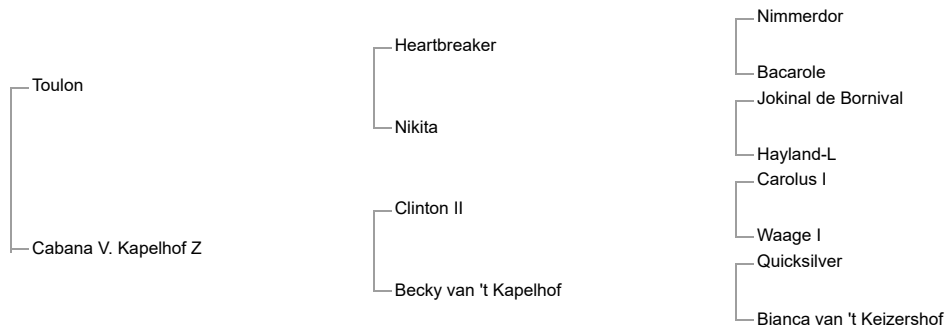 Nimmerdor
Heartbreaker
Bacarole
Toulon
Jokinal de Bornival
Nikita
Hayland-L
Carolus I
Clinton II
Waage I
Cabana V. Kapelhof Z
Quicksilver
Becky van 't Kapelhof
Bianca van 't Keizershof